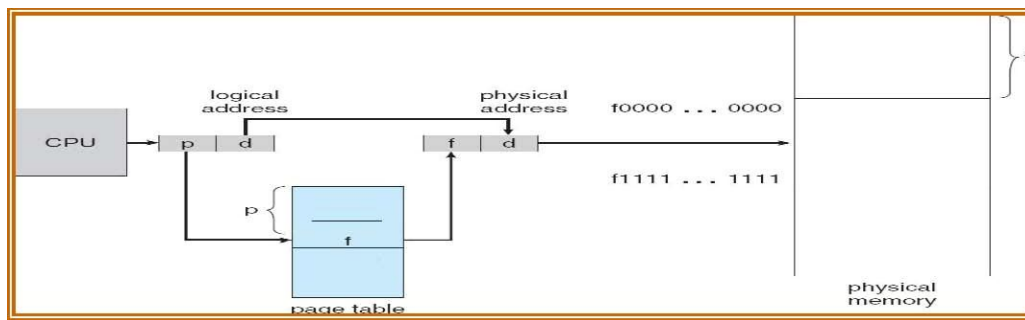 logical
address
physical
address
f0000 ... 0000
CPU
p
d
f
d
f1111 ... 1111
p
f
page table
physical
memory